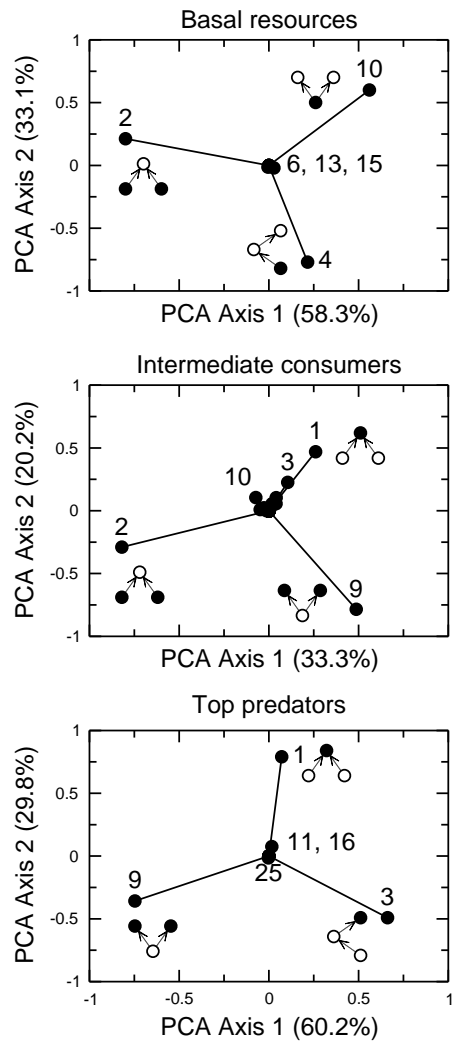 Basal resources
PCA Axis 2 (33.1%)
1
0.5
0
-0.5
-1
2
10
6, 13, 15
4
PCA Axis 1 (58.3%)
Intermediate consumers
PCA Axis 2 (20.2%)
1
0.5
0
-0.5
-1
1
3
10
2
9
PCA Axis 1 (33.3%)
Top predators
PCA Axis 2 (29.8%)
1
0.5
0
-0.5
-1
1
11, 16
25
9
3
-1 -0.5 0 0.5 1
PCA Axis 1 (60.2%)